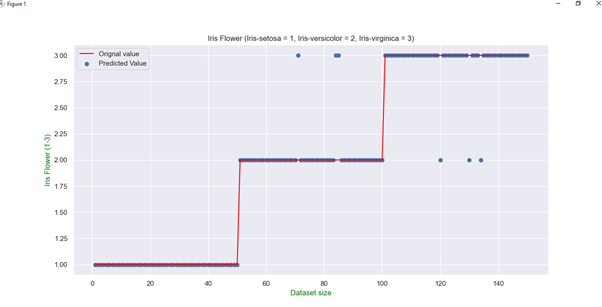 Figure 1
Iris Flower (Iris-setosa = 1, Iris-versicolor = 2, Iris-virginica = 3)
Orignal value
Predicted Value
3.00
2.75
2.50
2.25
2.00
1.75
1.50
1.25
1.00
Iris Flower (1-3)
0 20 40 60 80 100 120 140
Dataset size